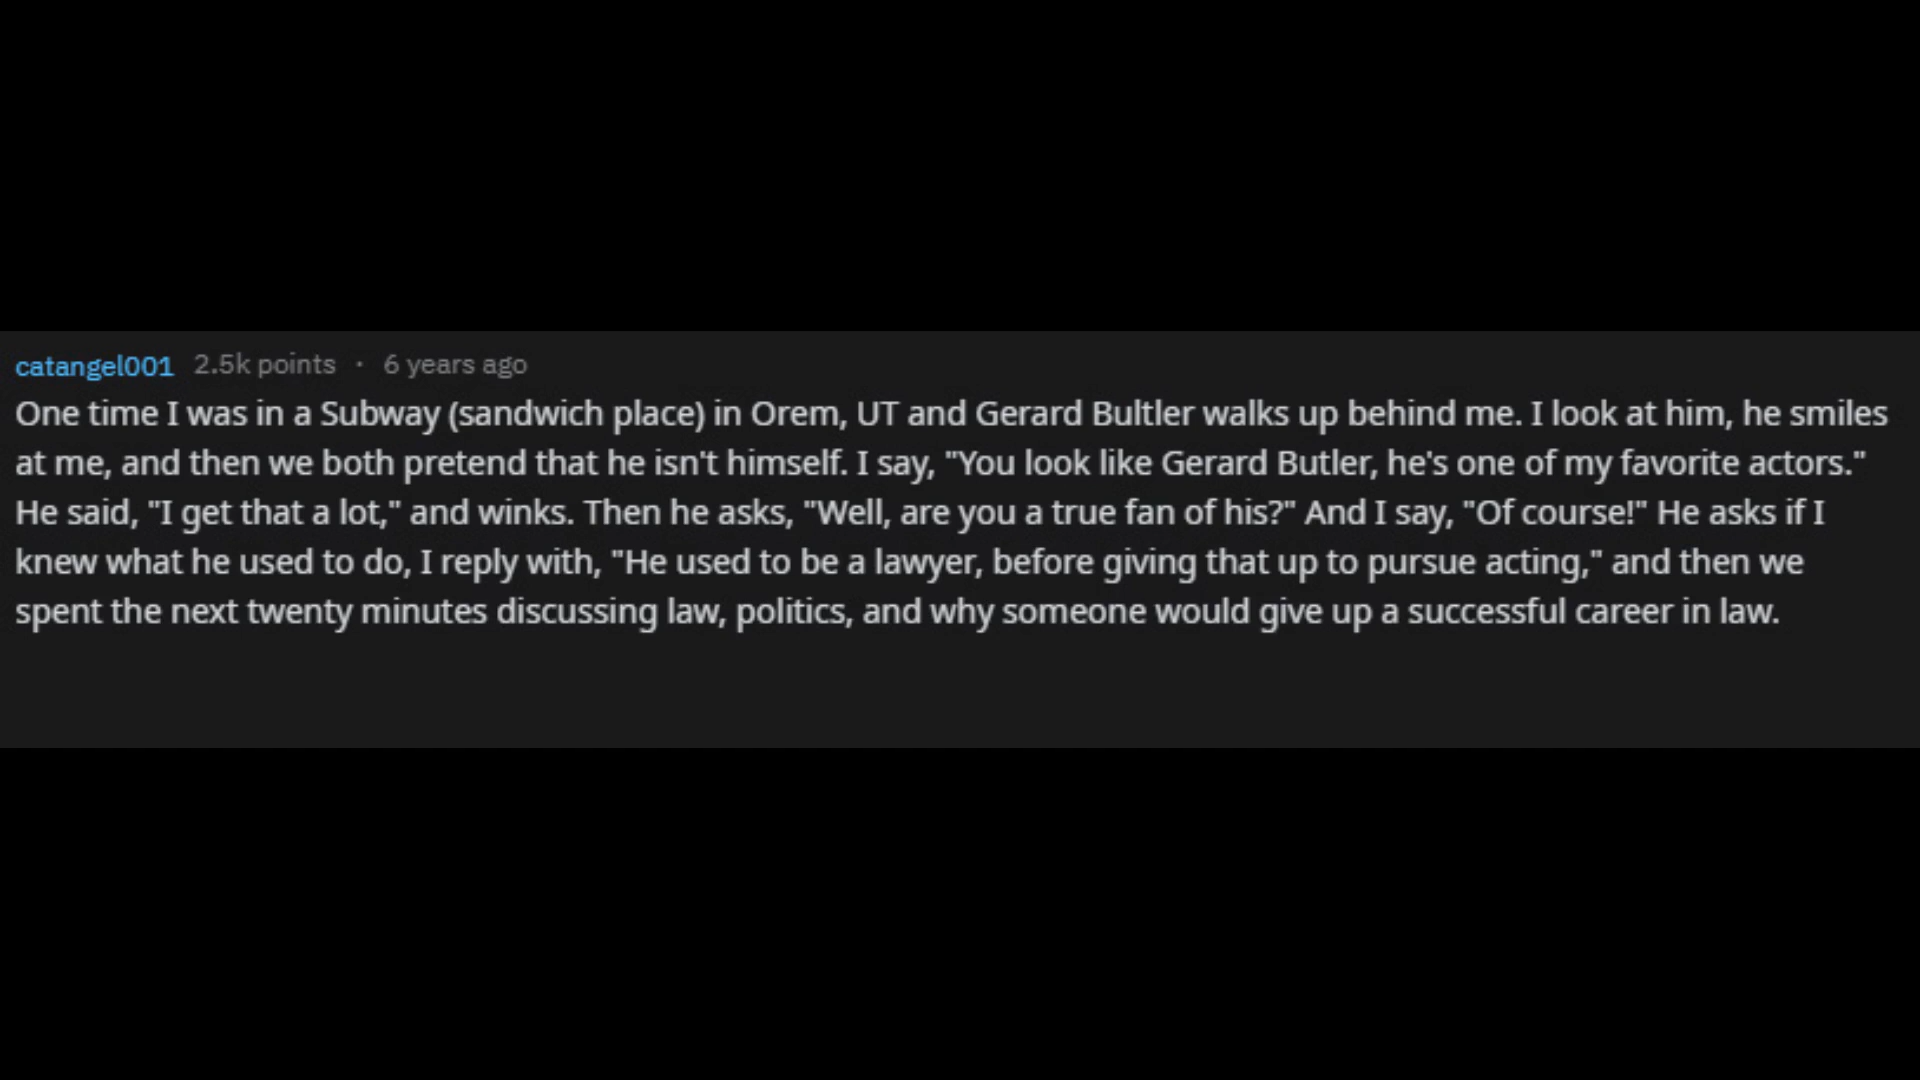 catangel001 2.5k points · 6 years ago
One time I was in a Subway (sandwich place) in Orem, UT and Gerard Bultler walks up behind me. I look at him, he smiles
at me, and then we both pretend that he isn't himself. I say, "You look like Gerard Butler, he's one of my favorite actors."
He said, "I get that a lot," and winks. Then he asks, "Well, are you a true fan of his?" And I say, "Of course!" He asks if I
knew what he used to do, I reply with, "He used to be a lawyer, before giving that up to pursue acting," and then we
spent the next twenty minutes discussing law, politics, and why someone would give up a successful career in law.